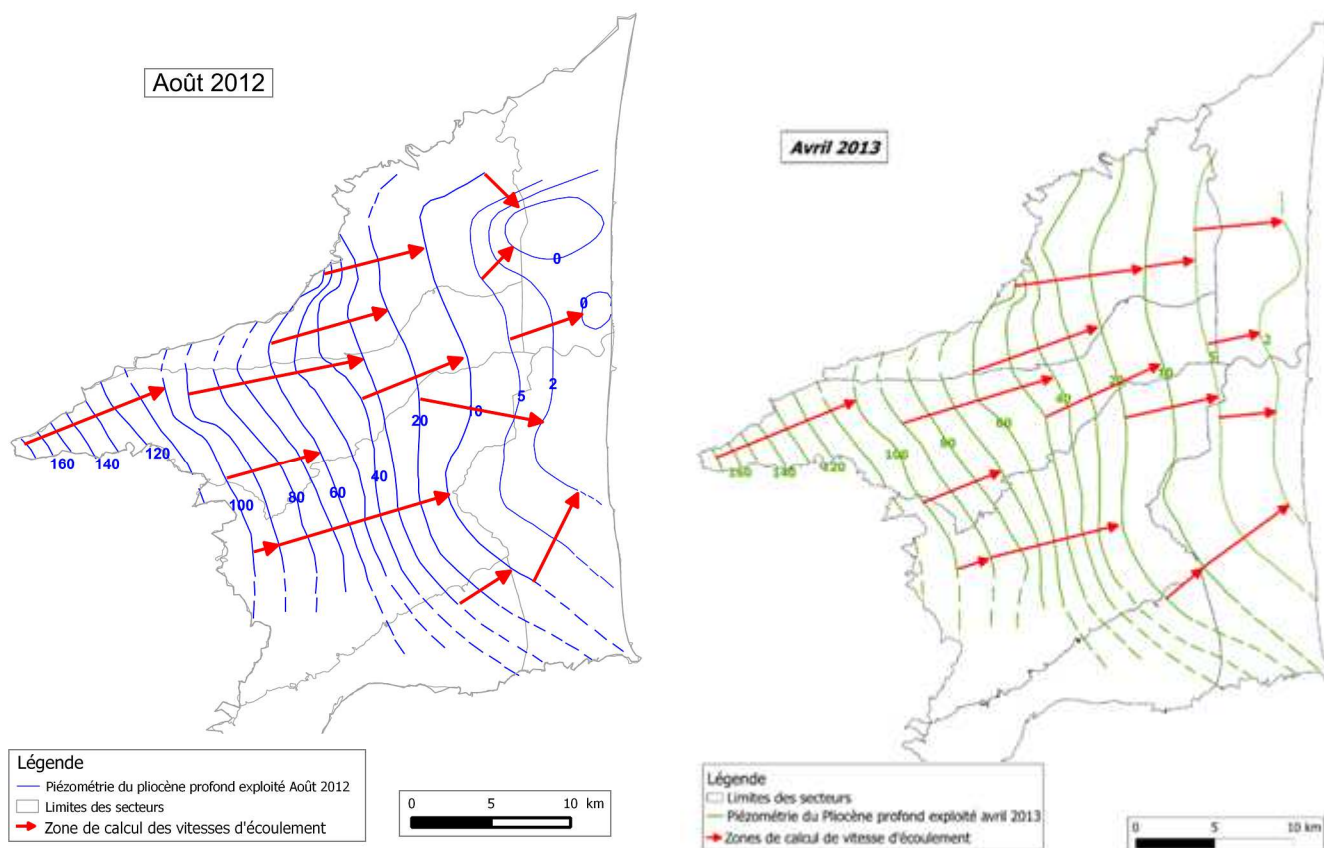 Août 2012
0
0
5
2
0
20
160
140
120
100
80
60
40
Légende
Piézométrie du pliocène profond exploité Août 2012
Limites des secteurs
Zone de calcul des vitesses d'écoulement
0 5 10 km
Avril 2013
2
5
10
20
40
60
80
100
120
140
160
Légende
Limites des secteurs
Piézométrie du Pliocène profond exploité avril 2013
Zones de calcul de vitesse d'écoulement
0 5 10 km